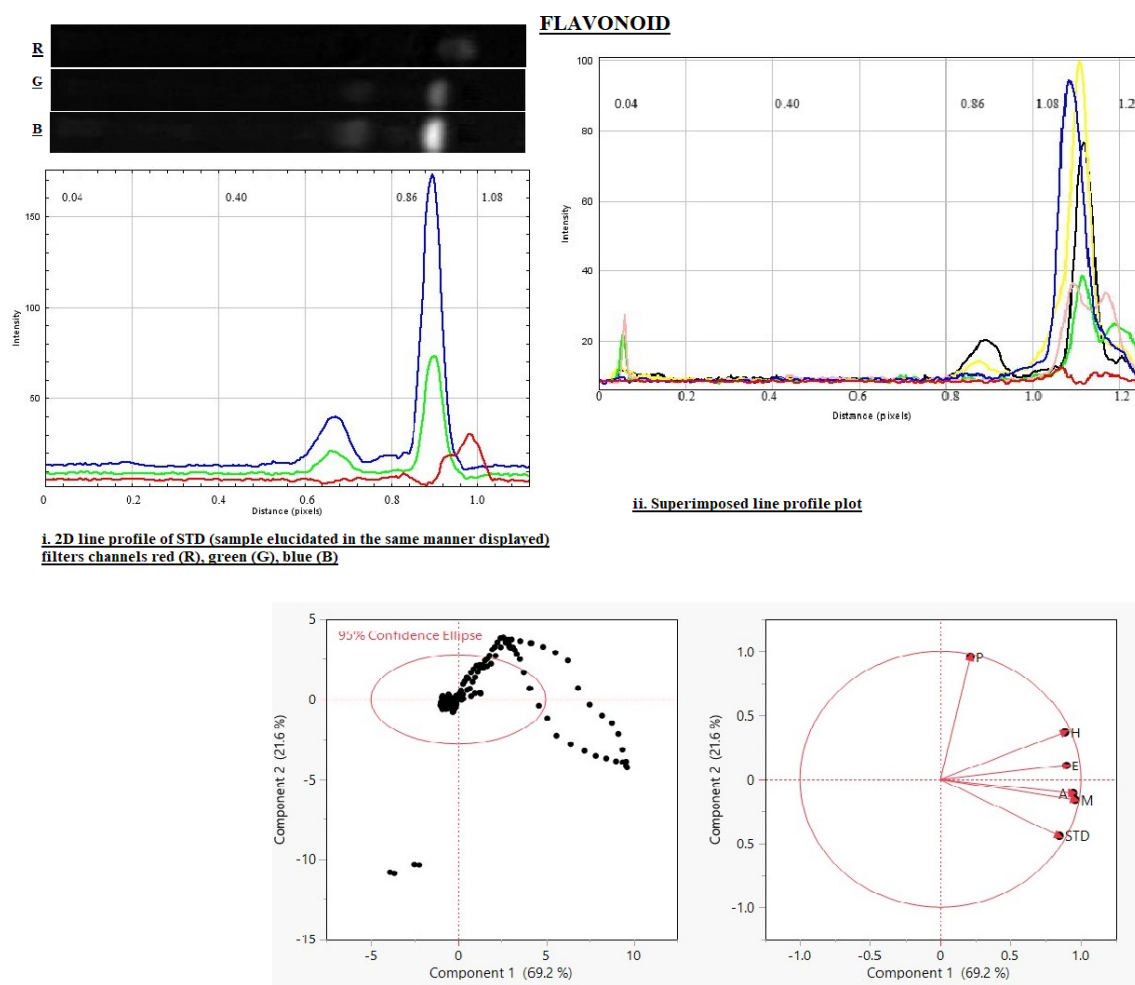 FLAVONOID
R
G
B
0.04 0.40 0.86 1.08
150
100
50
Intensity
0 0.2 0.4 0.6 0.8 1.0
Distance (pixels)
i. 2D line profile of STD (sample elucidated in the same manner displayed)
filters channels red (R), green (G), blue (B)
100
80
60
40
20
0.04 0.40 0.86 1.08 1.2
Intensity
0 0.2 0.4 0.6 0.8 1.0 1.2
Distance (pixels)
ii. Superimposed line profile plot
95% Confidence Ellipse
5
0
-5
-10
-15
Component 2 (21.6 %)
-5 0 5 10
Component 1 (69.2 %)
1.0
0.5
0
0.5
-1.0
Component 2 (21.6 %)
P
H
E
A
M
STD
-1.0 -0.5 0.0 0.5 1.0
Component 1 (69.2 %)